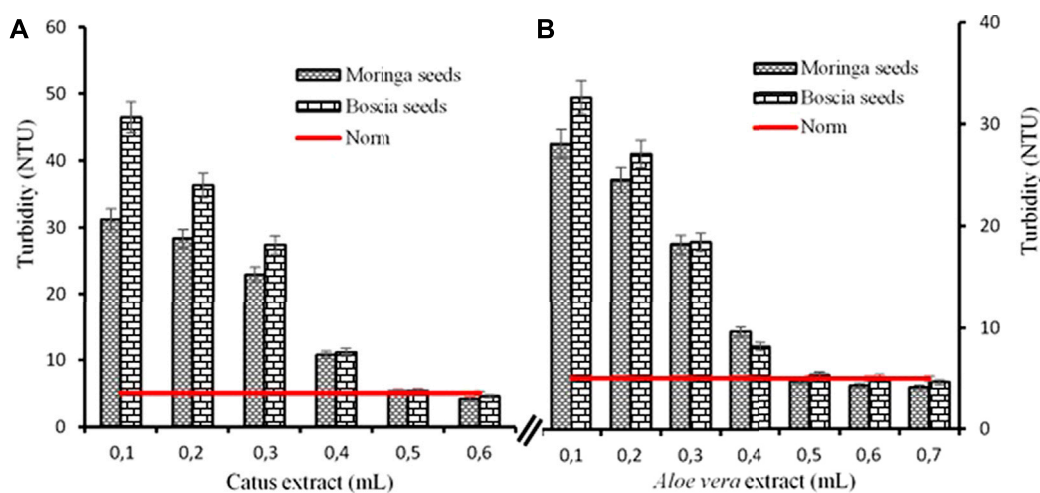 A
B
60
50
40
30
20
10
0
Turbidity (NTU)
Moringa seeds
Boscia seeds
Norm
0,1 0,2 0,3 0,4 0,5 0,6
Catus extract (mL)
Moringa seeds
Boscia seeds
Norm
40
30
20
10
0
Turbidity (NTU)
0,1 0,2 0,3 0,4 0,5 0,6 0,7
Aloe vera extract (mL)